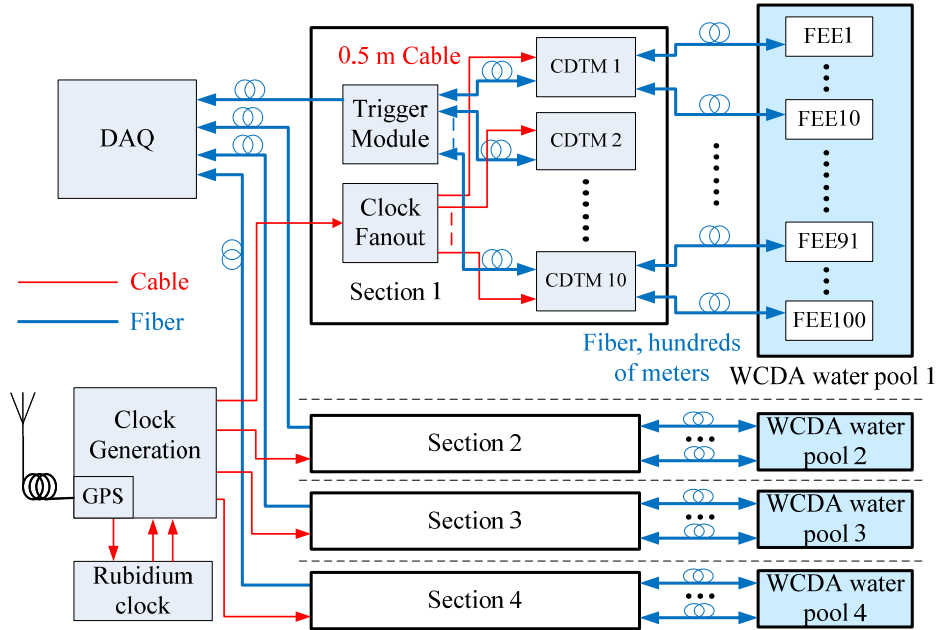 DAQ
0.5 m Cable
Trigger
Module
Clock
Fanout
Section 1
CDTM 1
CDTM 2
CDTM 10
FEE1
FEE10
FEE91
FEE100
Fiber, hundreds
of meters
WCDA water pool 1
Cable
Fiber
Clock
Generation
GPS
Rubidium
clock
Section 2
WCDA water
pool 2
Section 3
WCDA water
pool 3
Section 4
WCDA water
pool 4